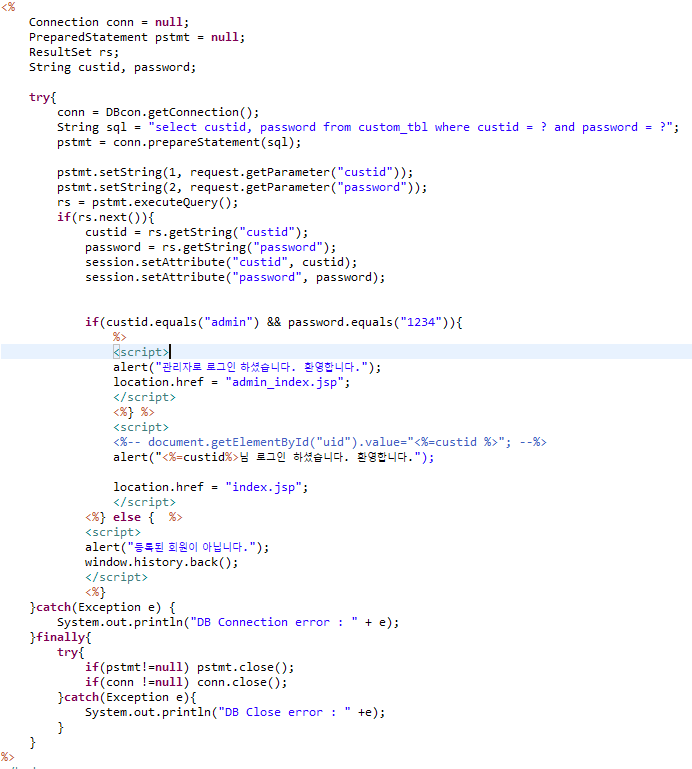 <%
Connection conn = null;
PreparedStatement pstmt = null;
ResultSet rs;
String custid, password;
try{
conn = DBcon.getConnection();
String sql = "select custid, password from custom_tbl where custid = ? and password = ?";
pstmt = conn.prepareStatement(sql);
pstmt.setString(1, request.getParameter("custid"));
pstmt.setString(2, request.getParameter("password"));
rs = pstmt.executeQuery();
if(rs.next()){
custid = rs.getString("custid");
password = rs.getString("password");
session.setAttribute("custid", custid);
session.setAttribute("password", password);
if(custid.equals("admin") && password.equals("1234")){
%>
<script>
alert("관리자로 로그인 하셨습니다. 환영합니다.");
location.href = "admin_index.jsp";
</script>
<%} %>
<script>
<%-- document.getElementById("uid").value="<%=custid %>"; --%>
alert("<%=custid%>님 로그인 하셨습니다. 환영합니다.");
location.href = "index.jsp";
</script>
<%} else {  %>
<script>
alert("등록된 회원이 아닙니다.");
window.history.back();
</script>
<%}
}catch(Exception e) {
System.out.println("DB Connection error : " + e);
}finally{
try{
if(pstmt!=null) pstmt.close();
if(conn !=null) conn.close();
}catch(Exception e){
System.out.println("DB Close error : " +e);
}
}
%>